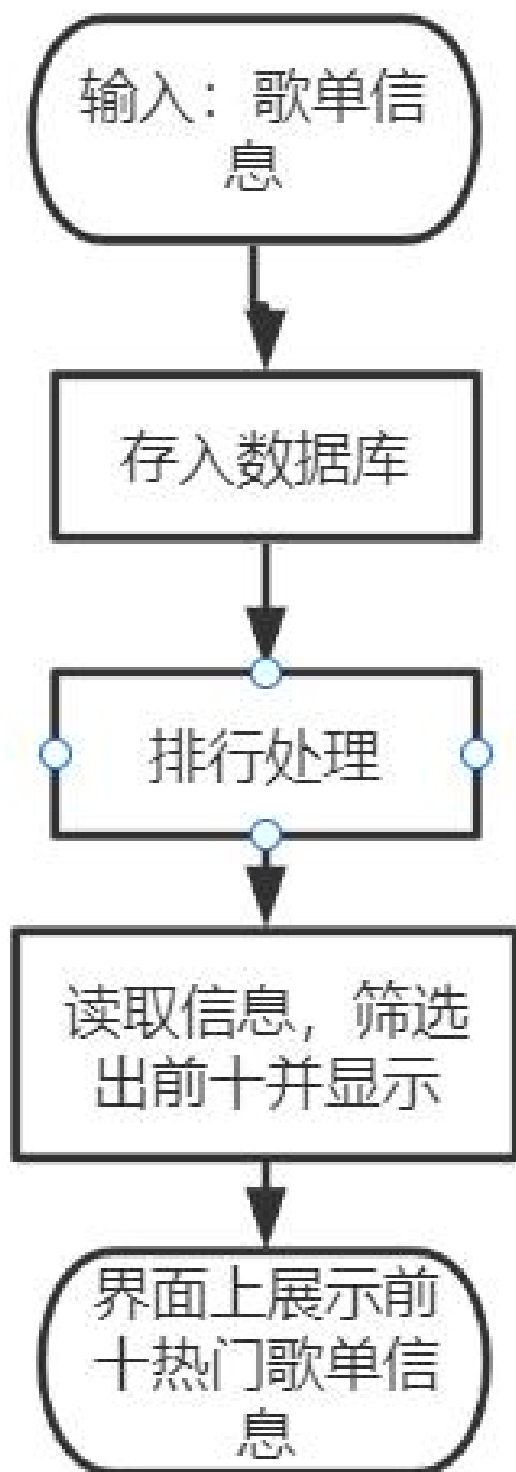 输入：歌单信
息
存入数据库
排行处理
读取信息，筛选
出前十并显示
界面上展示前
十热门歌单信
息